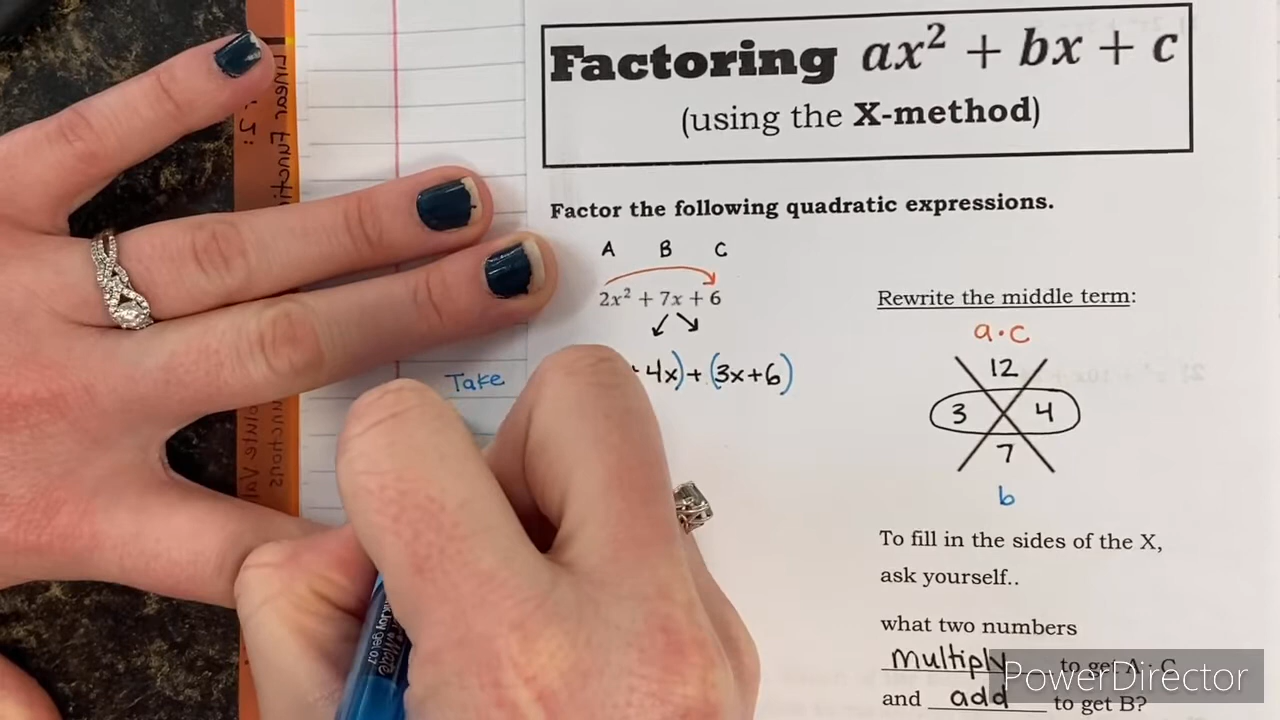 Factoring ax² + bx + c
(using the X-method)
Factor the following quadratic expressions.
A B C
2x² + 7x + 6
4x) + (3x+6)
Take
Rewrite the middle term:
a·c
12
3 4
7
b
To fill in the sides of the X,
ask yourself..
what two numbers
multiply to get A · C
and add to get B?
PowerDirector